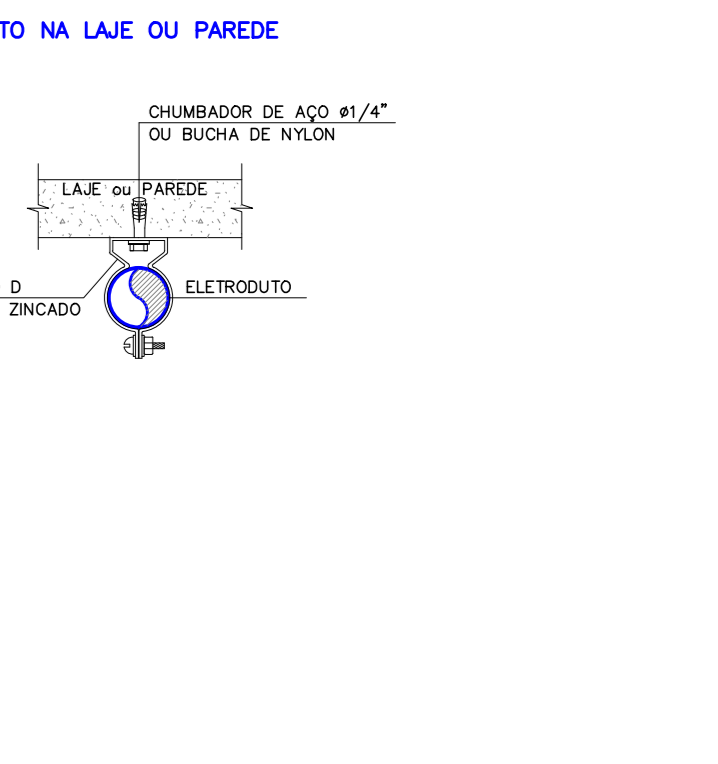 TO NA LAJE OU PAREDE
CHUMBADOR DE AÇO ø1/4"
OU BUCHA DE NYLON
LAJE ou PAREDE
D
ZINCADO
ELETRODUTO